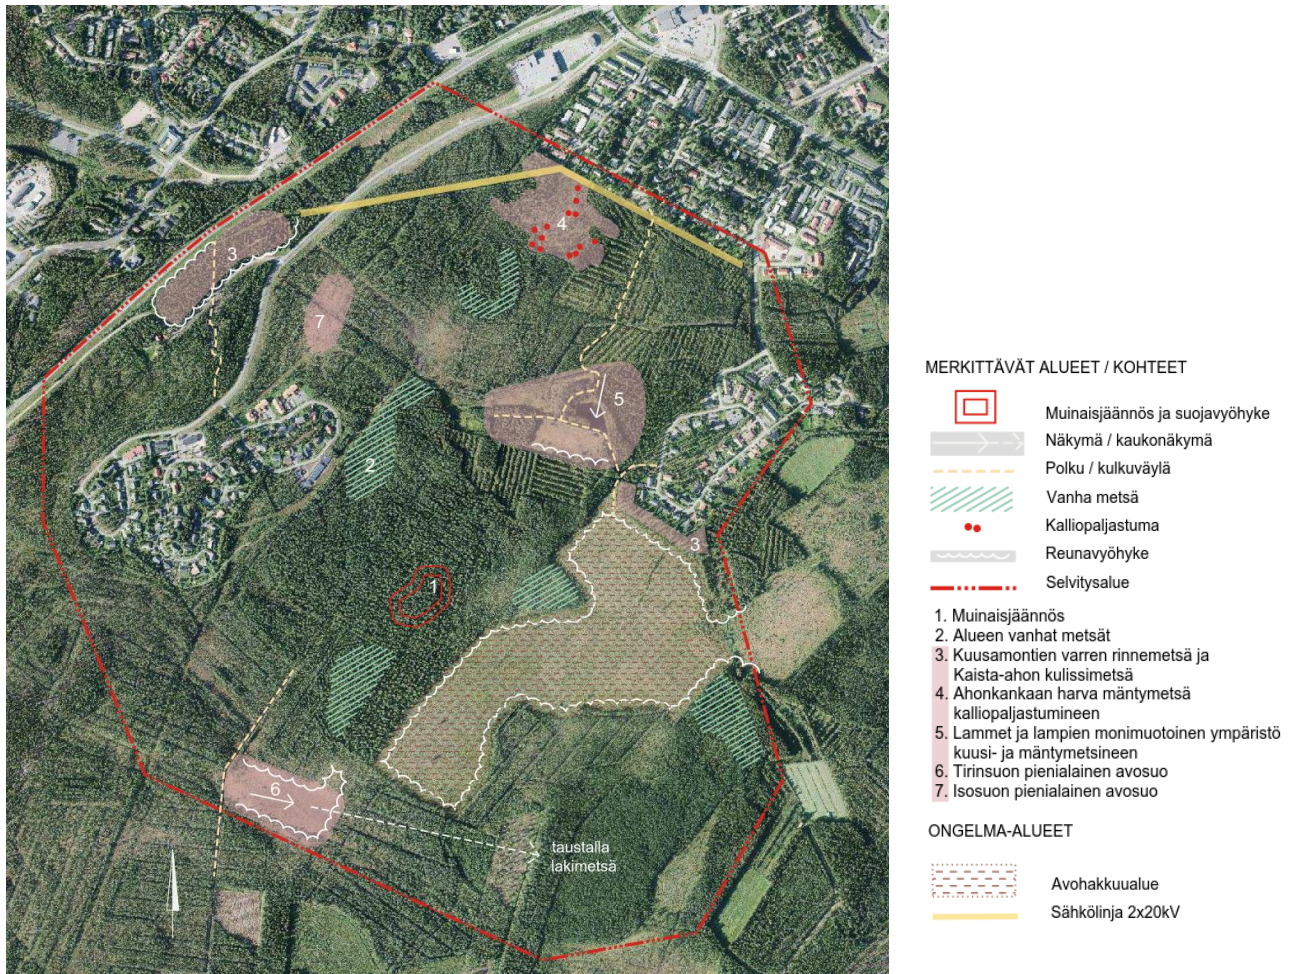 4
3
7
5
2
3
1
6
taustalla
lakimetsä
MERKITTÄVÄT ALUEET / KOHTEET
Muinaisjäännös ja suojavyöhyke
Näkymä / kaukonäkymä
Polku / kulkuväylä
Vanha metsä
Kalliopaljastuma
Reunavyöhyke
Selvitysalue
1. Muinaisjäännös
2. Alueen vanhat metsät
3. Kuusamontien varren rinnemetsä ja
Kaista-ahon kulissimetsä
4. Ahonkankaan harva mäntymetsä
kalliopaljastumineen
5. Lammet ja lampien monimuotoinen ympäristö
kuusi- ja mäntymetsineen
6. Tirinsuon pienialainen avosuo
7. Isosuon pienialainen avosuo
ONGELMA-ALUEET
Avohakkuualue
Sähkölinja 2x20kV